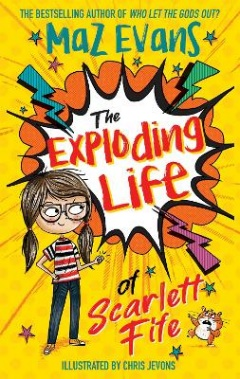 THE BESTSELLING AUTHOR OF WHO LET THE GODS OUT?
MAZ EVANS
The
EXPLODING
LIFE
of
Scarlett
Fife
ILLUSTRATED BY CHRIS JEVONS